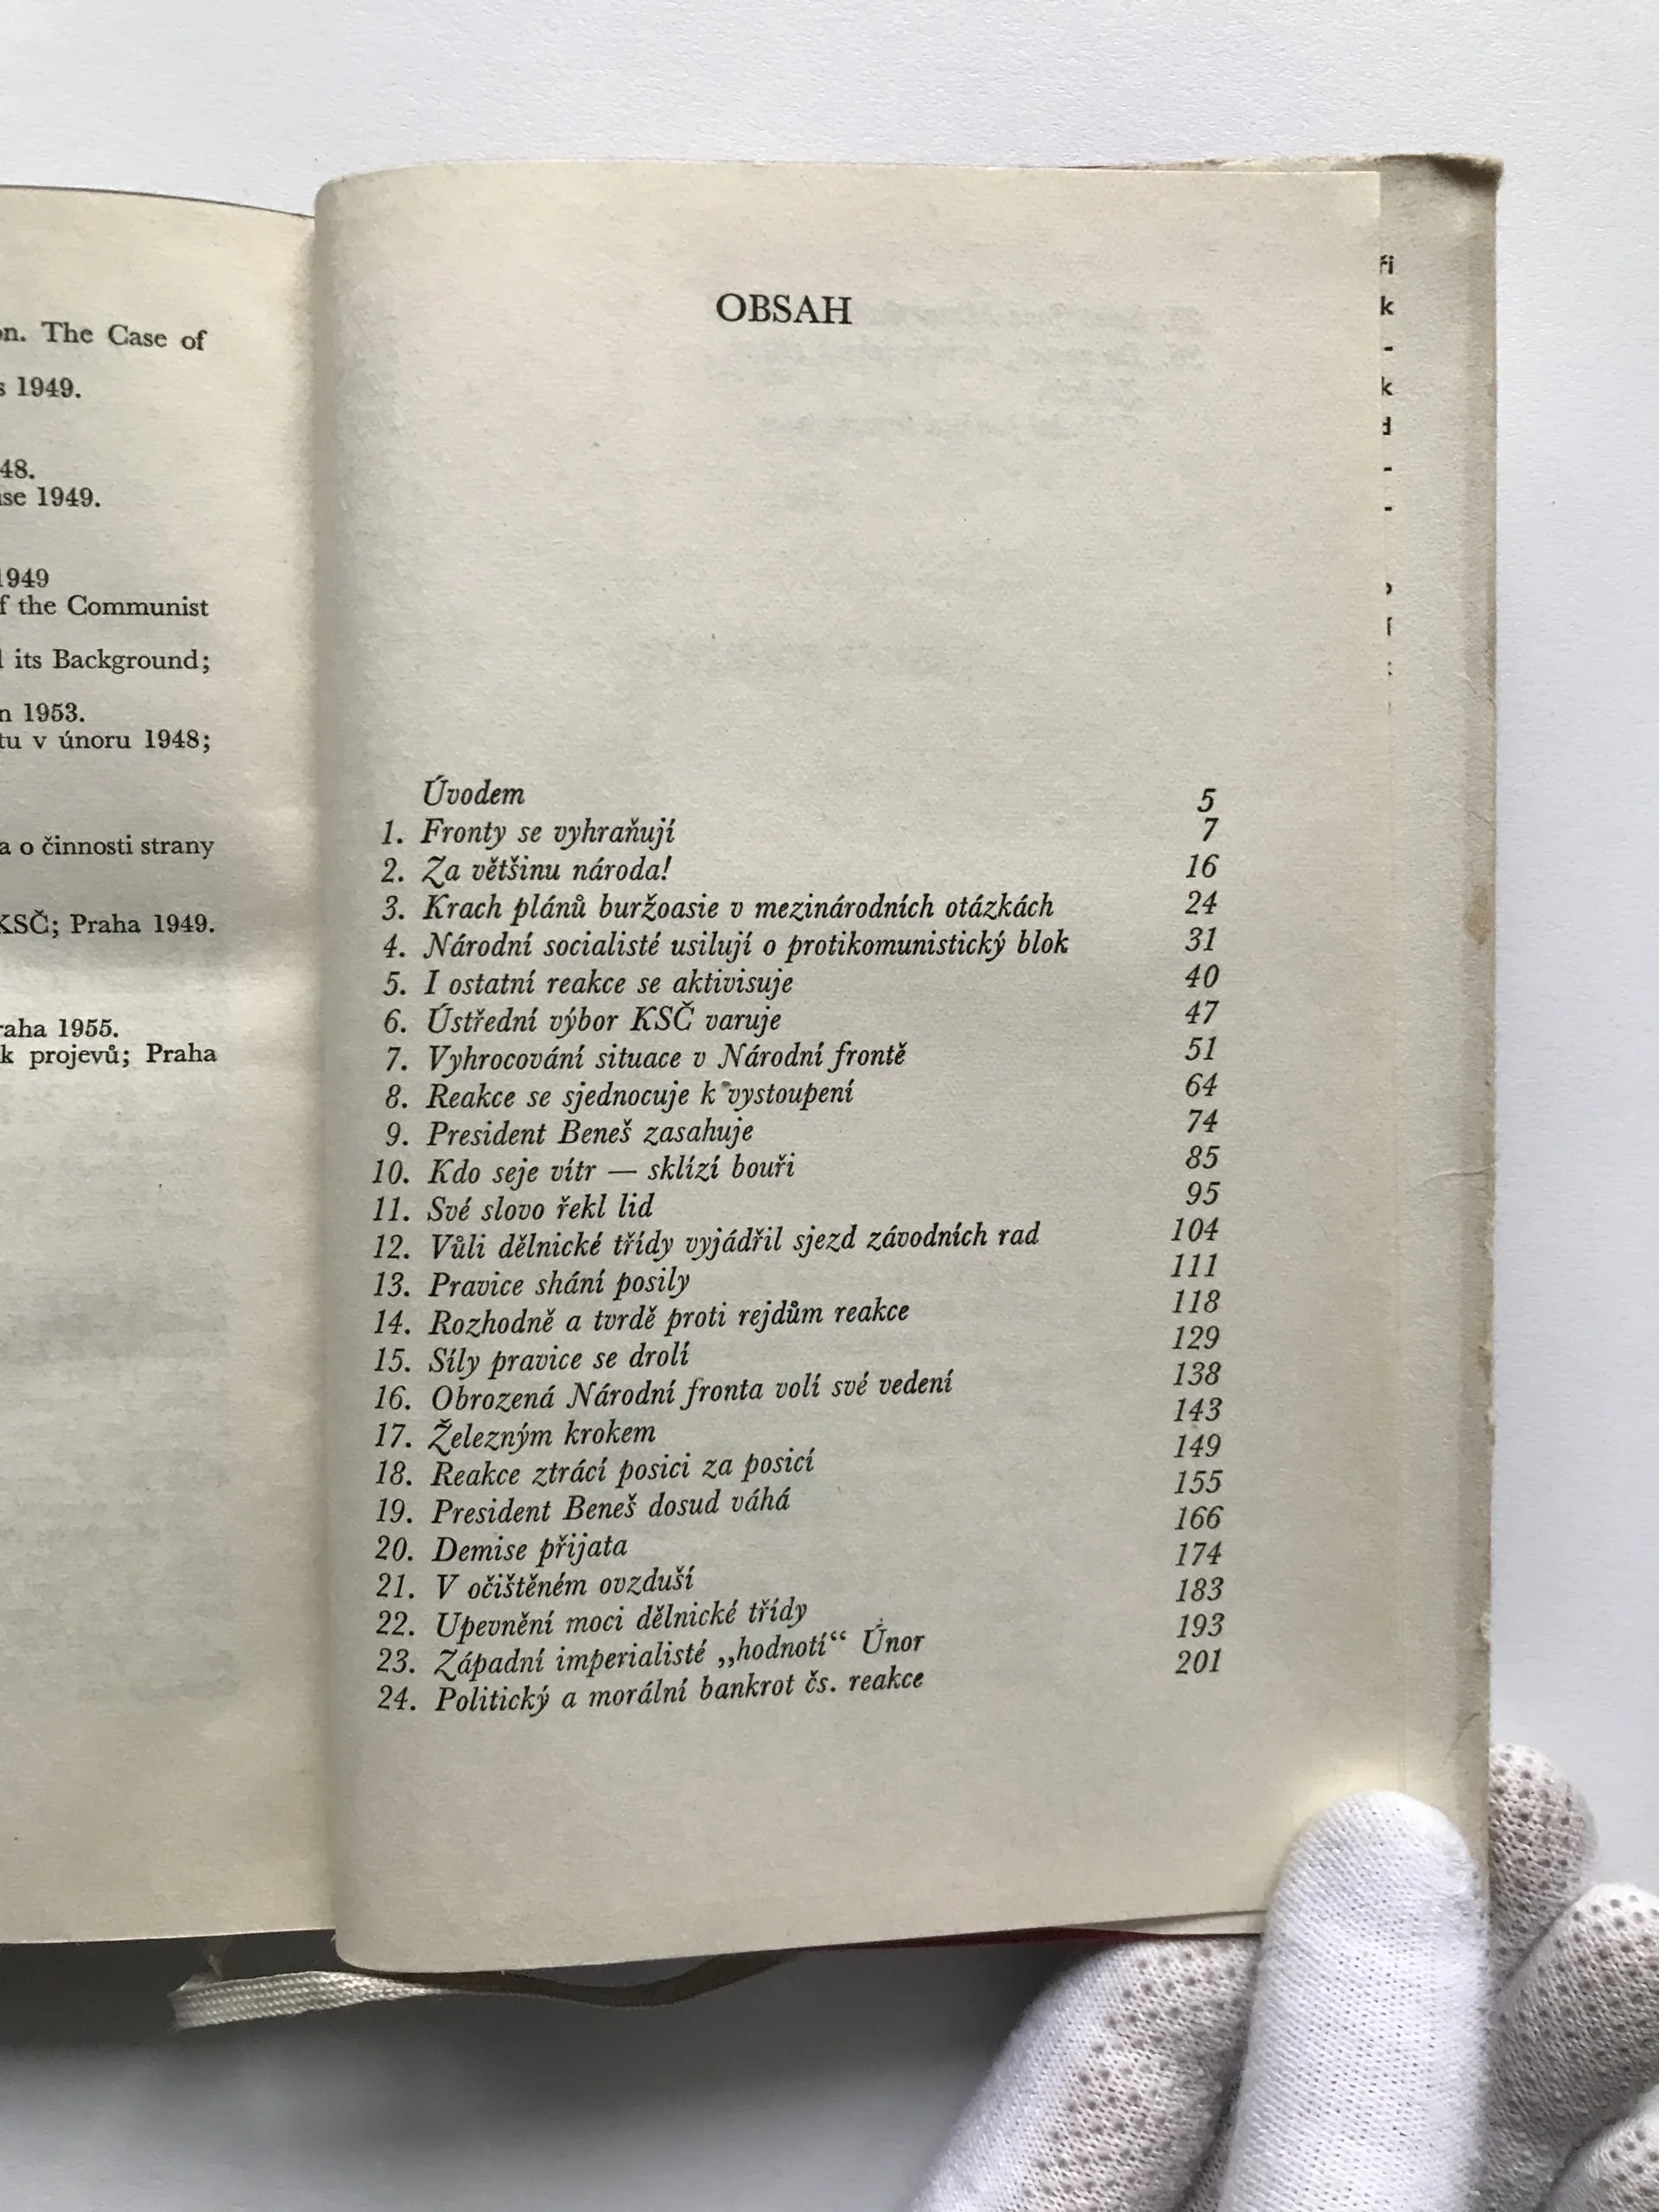 on. The Case of
s 1949.
48.
1949.
1949
f the Communist
its Background;
1953.
v únoru 1948;
a o činnosti strany
KSČ; Praha 1949.
1955.
k projevů; Praha
OBSAH
Úvodem 5
1. Fronty se vyhraňují 7
2. Za většinu národa! 16
3. Krach plánů buržoasie v mezinárodních otázkách 24
4. Národní socialisté usilují o protikomunistický blok 31
5. I ostatní reakce se aktivisuje 40
6. Ústřední výbor KSČ varuje 47
7. Vyhrocování situace v Národní frontě 51
8. Reakce se sjednocuje k vystoupení 64
9. President Beneš zasahuje 74
10. Kdo seje vítr — sklízí bouři 85
11. Své slovo řekl lid 95
12. Vůli dělnické třídy vyjádřil sjezd závodních rad 104
13. Pravice shání posily 111
14. Rozhodně a tvrdě proti rejdům reakce 118
15. Síly pravice se drolí 129
16. Obrozená Národní fronta volí své vedení 138
17. Železným krokem 143
18. Reakce ztrácí posici za posicí 149
19. President Beneš dosud váhá 155
20. Demise přijata 166
21. V očištěném ovzduší 174
22. Upevnění moci dělnické třídy 183
23. Západní imperialisté „hodnotí“ Únor 193
24. Politický a morální bankrot čs. reakce 201